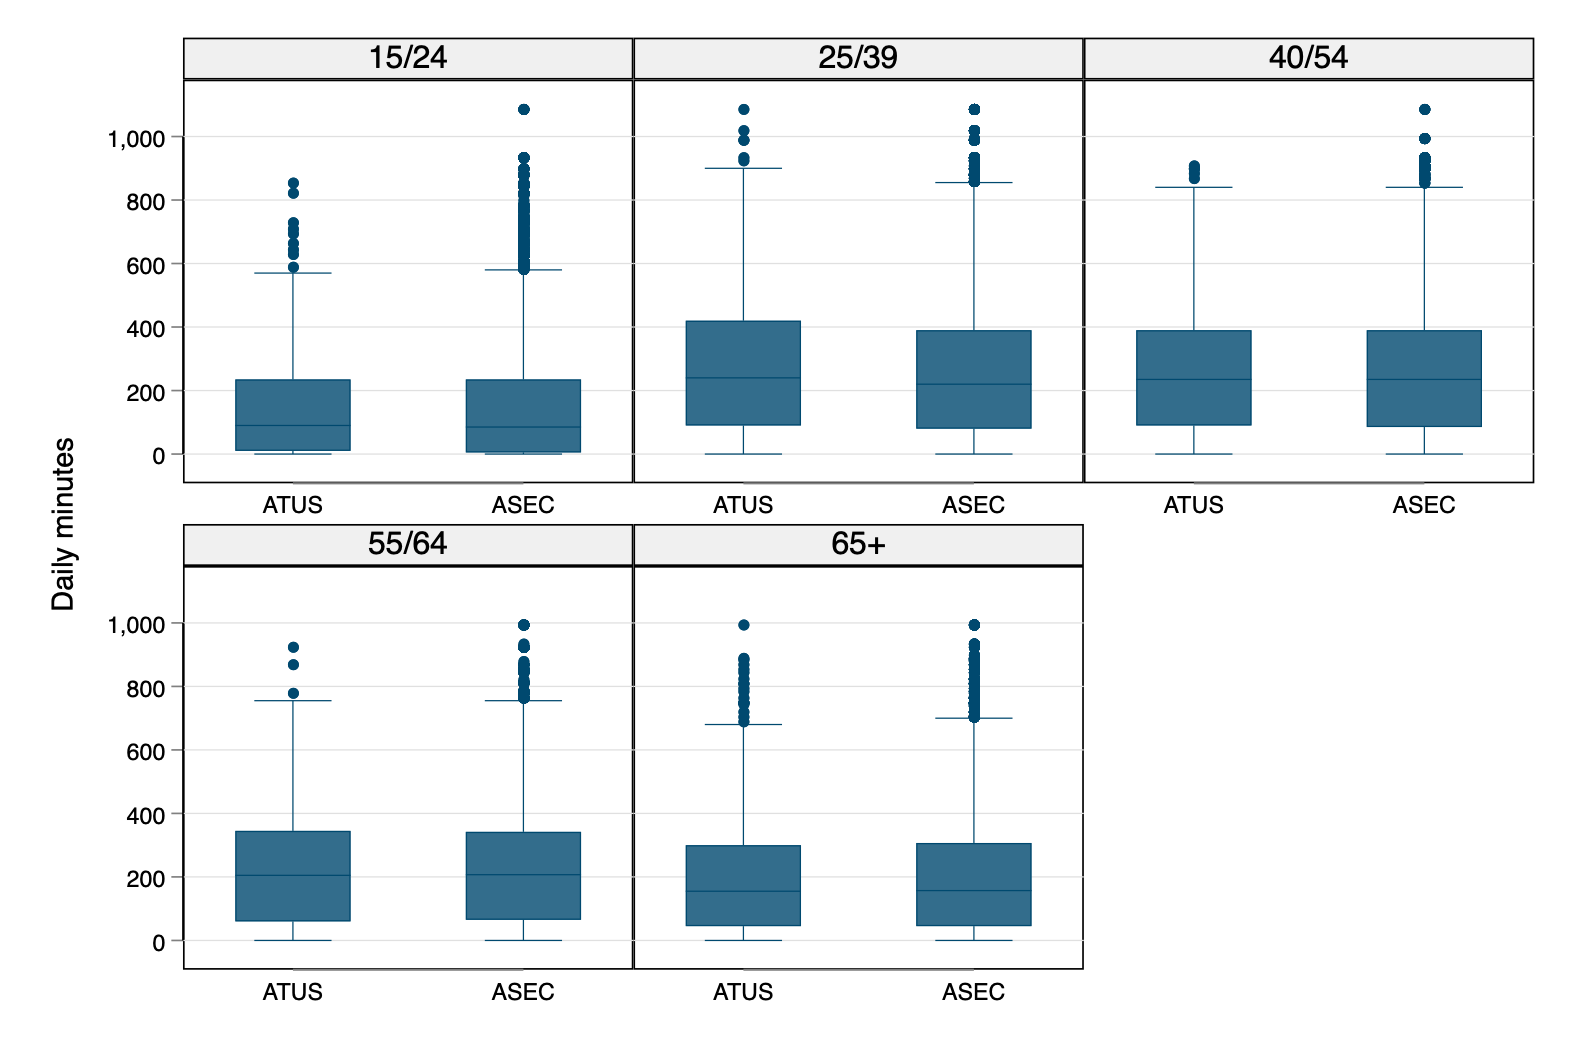 15/24
25/39
40/54
1,000
800
600
400
200
0
ATUS
ASEC
ATUS
ASEC
ATUS
ASEC
Daily minutes
55/64
65+
1,000
800
600
400
200
0
ATUS
ASEC
ATUS
ASEC